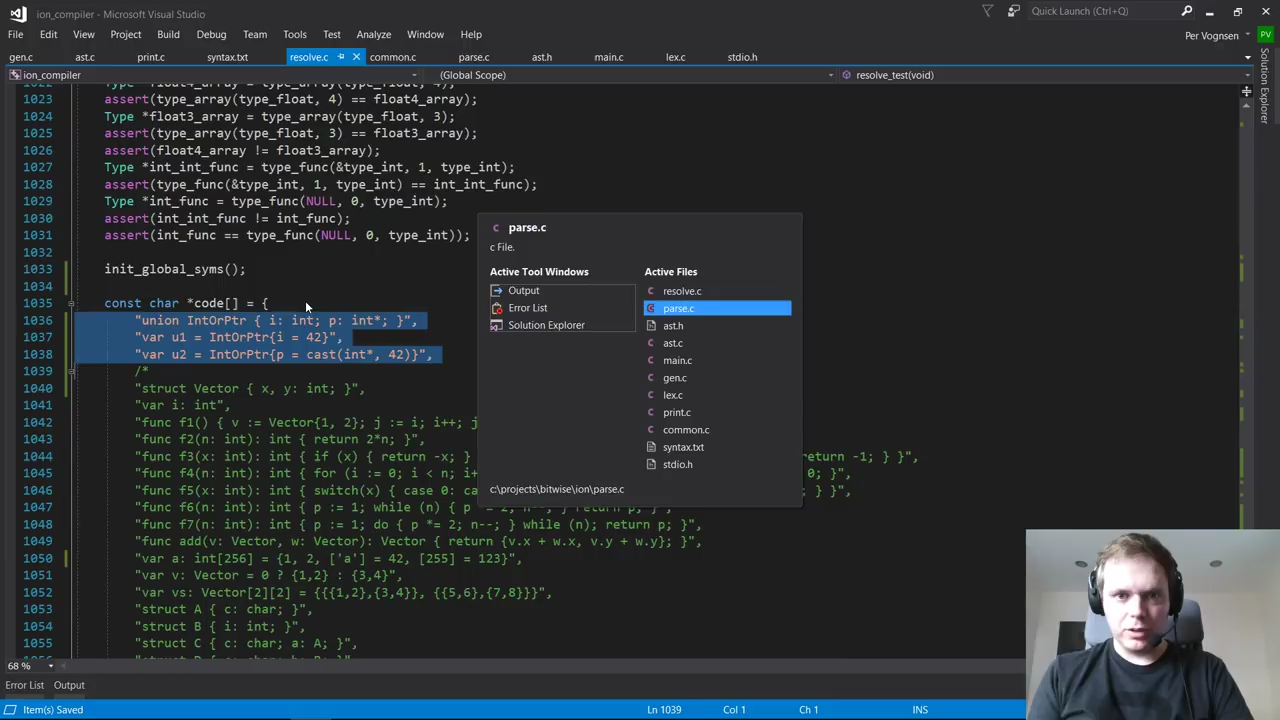 ion_compiler - Microsoft Visual Studio
Quick Launch (Ctrl+Q)
File Edit View Project Build Debug Team Tools Test Analyze Window Help
Per Vognsen PV
gen.c ast.c print.c syntax.txt resolve.c common.c parse.c ast.h main.c lex.c stdio.h
Solution Explorer
ion_compiler (Global Scope) resolve_test(void)
1023 assert(type_array(type_float, 4) == float4_array);
1024 Type *float3_array = type_array(type_float, 3);
1025 assert(type_array(type_float, 3) == float3_array);
1026 assert(float4_array != float3_array);
1027 Type *int_int_func = type_func(&type_int, 1, type_int);
1028 assert(type_func(&type_int, 1, type_int) == int_int_func);
1029 Type *int_func = type_func(NULL, 0, type_int);
1030 assert(int_int_func != int_func);
1031 assert(int_func == type_func(NULL, 0, type_int));
1032
1033 init_global_syms();
1034
1035 const char *code[] = {
1036 "union IntOrPtr { i: int; p: int*; }",
1037 "var u1 = IntOrPtr{i = 42}",
1038 "var u2 = IntOrPtr{p = cast(int*, 42)}",
1039 /*
1040 "struct Vector { x, y: int; }",
1041 "var i: int",
1042 "func f1() { v := Vector{1, 2}; j := i; i++; j
1043 "func f2(n: int): int { return 2*n; }",
1044 "func f3(x: int): int { if (x) { return -x; } return -1; } }",
1045 "func f4(n: int): int { for (i := 0; i < n; i+ 0; }",
1046 "func f5(x: int): int { switch(x) { case 0: ca ; } }",
1047 "func f6(n: int): int { p := 1; while (n) { p
1048 "func f7(n: int): int { p := 1; do { p *= 2; n--; } while (n); return p; }",
1049 "func add(v: Vector, w: Vector): Vector { return {v.x + w.x, v.y + w.y}; }",
1050 "var a: int[256] = {1, 2, ['a'] = 42, [255] = 123}",
1051 "var v: Vector = 0 ? {1,2} : {3,4}",
1052 "var vs: Vector[2][2] = {{{1,2},{3,4}}, {{5,6},{7,8}}}",
1053 "struct A { c: char; }",
1054 "struct B { i: int; }",
1055 "struct C { c: char; a: A; }",
parse.c
c File.
Active Tool Windows
Output
Error List
Solution Explorer
Active Files
resolve.c
parse.c
ast.h
ast.c
main.c
gen.c
lex.c
print.c
common.c
syntax.txt
stdio.h
c:\projects\bitwise\ion\parse.c
68 %
Error List Output
Item(s) Saved Ln 1039 Col 1 Ch 1 INS